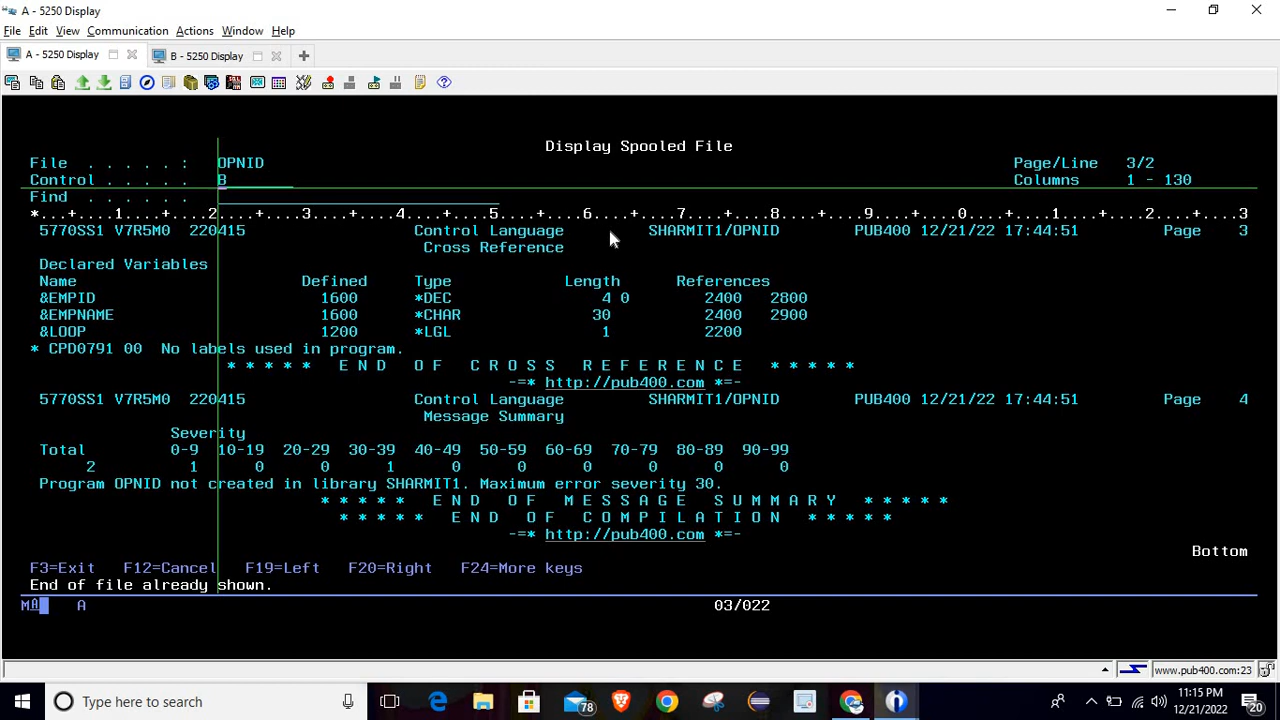 A - 5250 Display
File Edit View Communication Actions Window Help
A - 5250 Display B - 5250 Display
Display Spooled File
File . . . . . : OPNID Page/Line 3/2
Control . . . . . B Columns 1 - 130
Find . . . . . .
*...+....1....+....2....+....3....+....4....+....5....+....6....+....7....+....8....+....9....+....0....+....1....+....2....+....3
5770SS1 V7R5M0 220415 Control Language SHARMIT1/OPNID PUB400 12/21/22 17:44:51 Page 3
Cross Reference
Declared Variables
Name Defined Type Length References
&EMPID 1600 *DEC 4 0 2400 2800
&EMPNAME 1600 *CHAR 30 2400 2900
&LOOP 1200 *LGL 1 2200
* CPD0791 00 No labels used in program.
* * * * * E N D O F C R O S S R E F E R E N C E * * * * *
-=* http://pub400.com *=-
5770SS1 V7R5M0 220415 Control Language SHARMIT1/OPNID PUB400 12/21/22 17:44:51 Page 4
Message Summary
Severity
Total 0-9 10-19 20-29 30-39 40-49 50-59 60-69 70-79 80-89 90-99
2 1 0 0 1 0 0 0 0 0 0
Program OPNID not created in library SHARMIT1. Maximum error severity 30.
* * * * * E N D O F M E S S A G E S U M M A R Y * * * * *
* * * * * E N D O F C O M P I L A T I O N * * * * *
-=* http://pub400.com *=-
Bottom
F3=Exit F12=Cancel F19=Left F20=Right F24=More keys
End of file already shown.
MA A 03/022
www.pub400.com:23
Type here to search 78 11:15 PM
12/21/2022 20